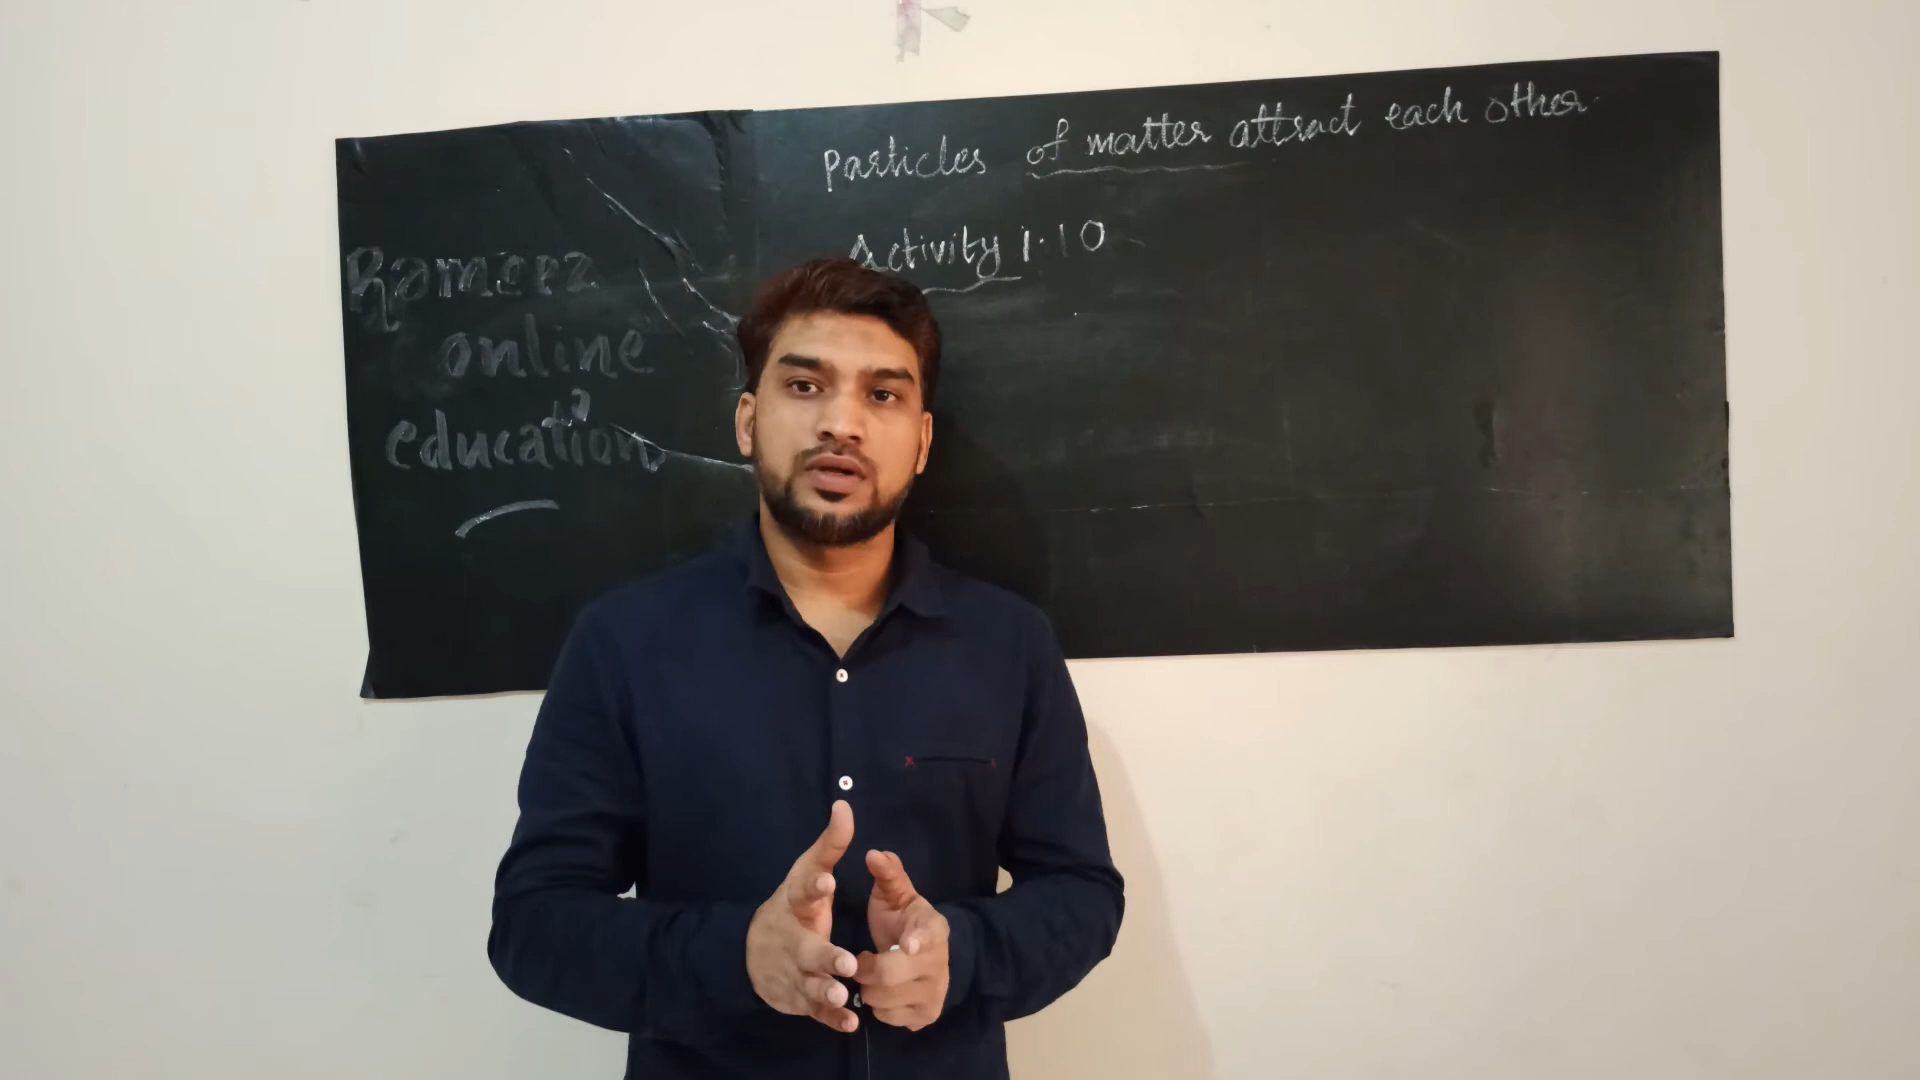 Particles of matter attract each other.
Activity 1.10
Rameez
online
education